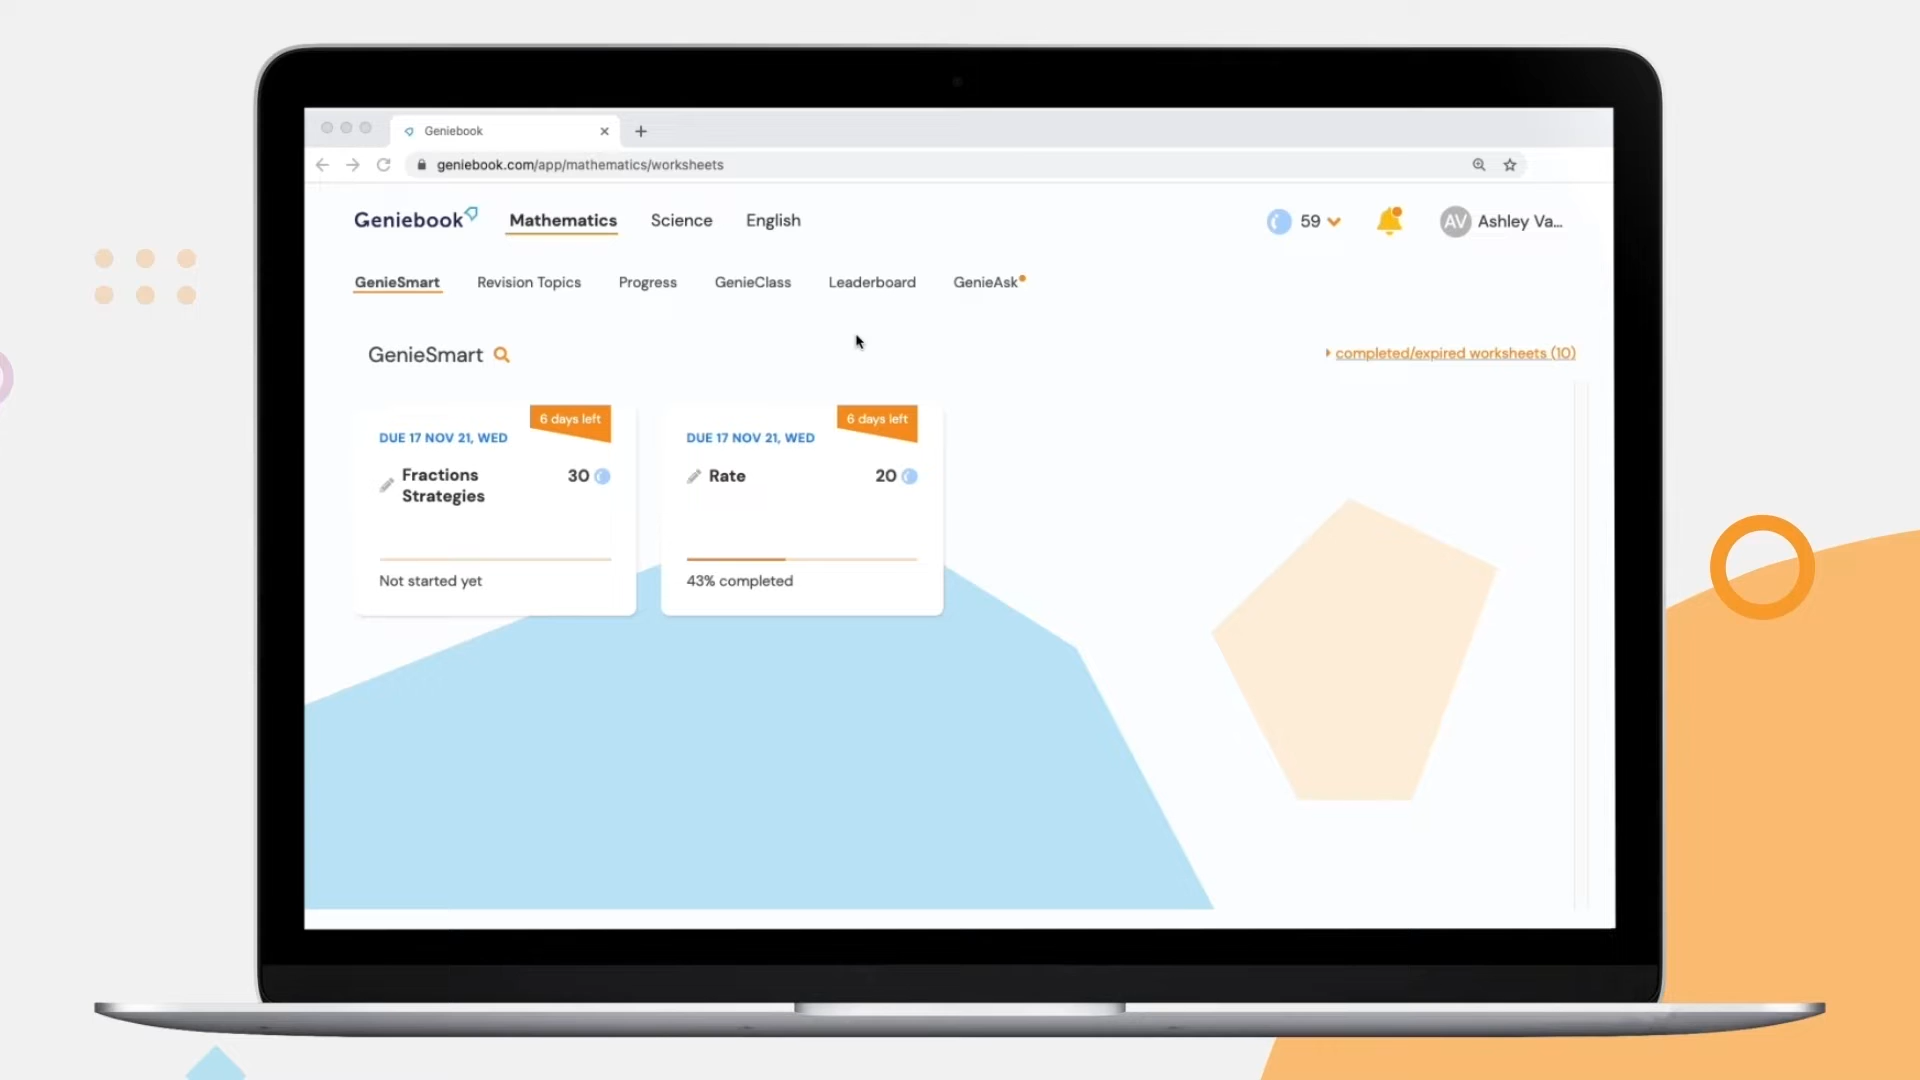 Geniebook
geniebook.com/app/mathematics/worksheets
Geniebook Mathematics Science English 59 AV Ashley Va...
GenieSmart Revision Topics Progress GenieClass Leaderboard GenieAsk
GenieSmart completed/expired worksheets (10)
6 days left
DUE 17 NOV 21, WED
Fractions 30
Strategies
Not started yet
6 days left
DUE 17 NOV 21, WED
Rate 20
43% completed